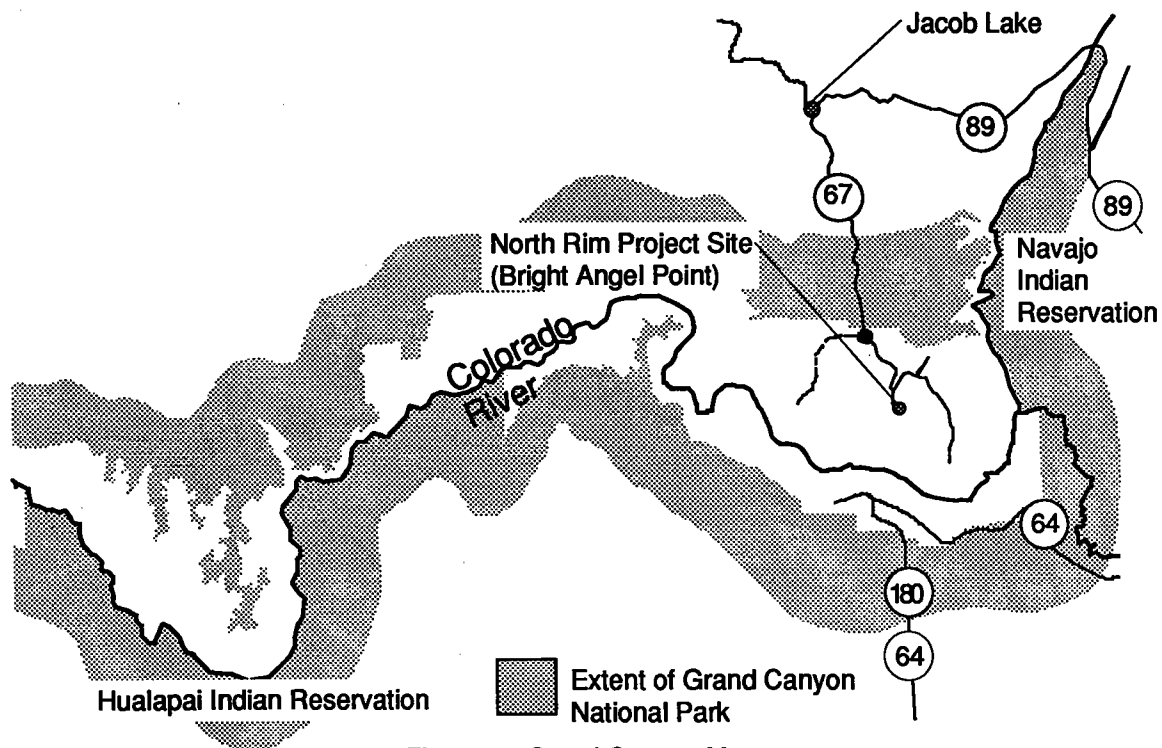 Jacob Lake
89
67
89
North Rim Project Site
(Bright Angel Point)
Navajo
Indian
Reservation
Colorado
River
64
180
64
Hualapai Indian Reservation
Extent of Grand Canyon
National Park